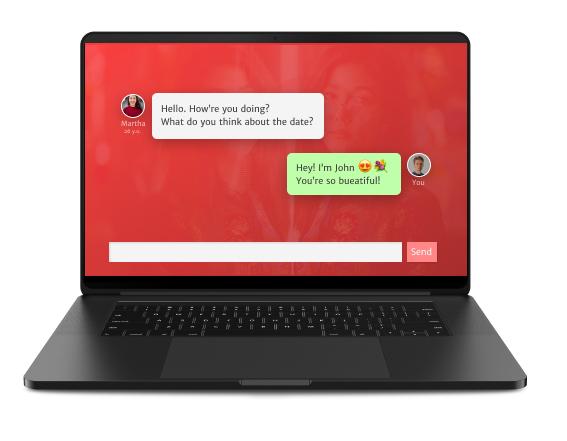 Hello. How're you doing?
What do you think about the date?
Martha
26 y.o.
Hey! I'm John 😍💐
You're so bueatiful!
You
Send